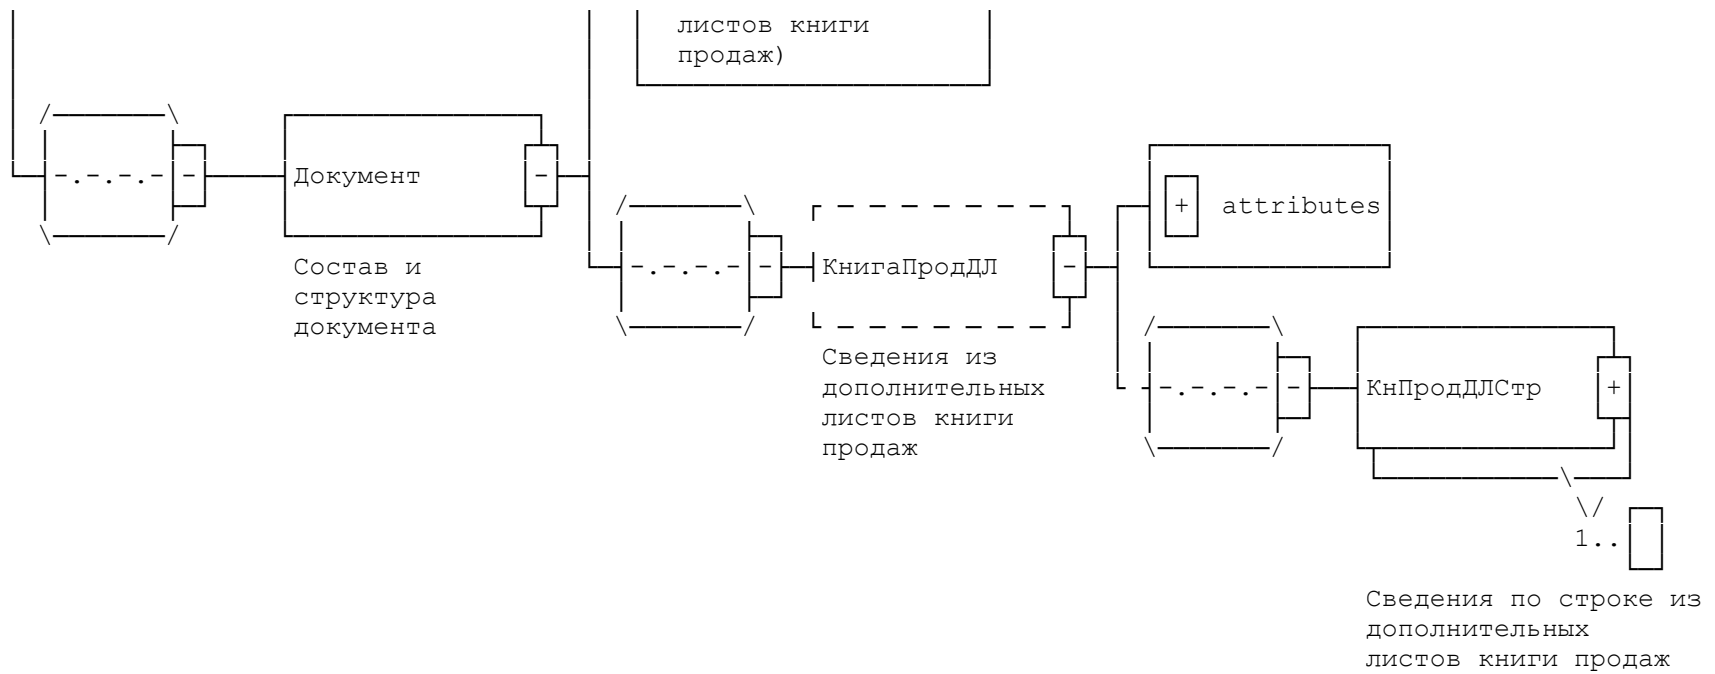 листов книги
продаж)
-.-.-.- - Документ -
Состав и
структура
документа
+ attributes
-.-.-.- - КнигаПродДЛ -
Сведения из
дополнительных
листов книги
продаж
-.-.-.- - КнПродДЛСтр +
1..
Сведения по строке из
дополнительных
листов книги продаж